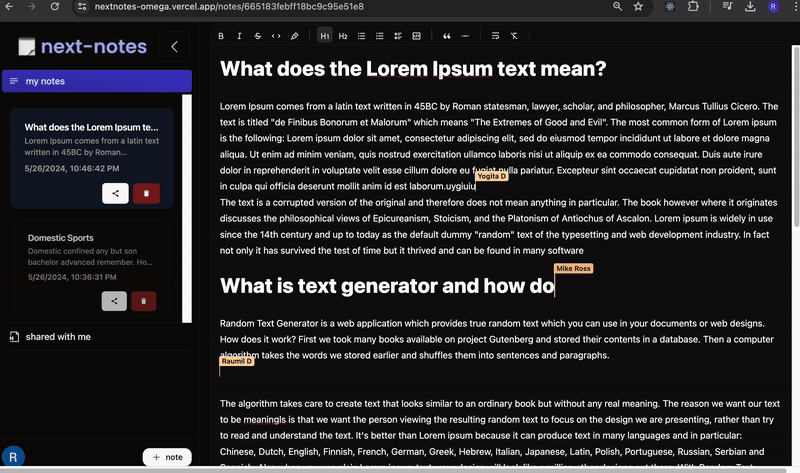 nextnotes-omega.vercel.app/notes/665183febff18bc9c95e51e8
R
next-notes
my notes
What does the Lorem Ipsum te...
Lorem Ipsum comes from a latin text
written in 45BC by Roman...
5/26/2024, 10:46:42 PM
Domestic Sports
Domestic confined any but son
bachelor advanced remember. Ho...
5/26/2024, 10:36:31 PM
shared with me
R
+ note
B I S <> H1 H2
What does the Lorem Ipsum text mean?
Lorem Ipsum comes from a latin text written in 45BC by Roman statesman, lawyer, scholar, and philosopher, Marcus Tullius Cicero. The
text is titled "de Finibus Bonorum et Malorum" which means "The Extremes of Good and Evil". The most common form of Lorem ipsum
is the following: Lorem ipsum dolor sit amet, consectetur adipiscing elit, sed do eiusmod tempor incididunt ut labore et dolore magna
aliqua. Ut enim ad minim veniam, quis nostrud exercitation ullamco laboris nisi ut aliquip ex ea commodo consequat. Duis aute irure
dolor in reprehenderit in voluptate velit esse cillum dolore eu fugiat nulla pariatur. Excepteur sint occaecat cupidatat non proident, sunt
Yogita D
in culpa qui officia deserunt mollit anim id est laborum.uygiuiu
The text is a corrupted version of the original and therefore does not mean anything in particular. The book however where it originates
discusses the philosophical views of Epicureanism, Stoicism, and the Platonism of Antiochus of Ascalon. Lorem ipsum is widely in use
since the 14th century and up to today as the default dummy "random" text of the typesetting and web development industry. In fact
not only it has survived the test of time but it thrived and can be found in many software
Mike Ross
What is text generator and how do
Random Text Generator is a web application which provides true random text which you can use in your documents or web designs.
How does it work? First we took many books available on project Gutenberg and stored their contents in a database. Then a computer
algorithm takes the words we stored earlier and shuffles them into sentences and paragraphs.
Raumil D
The algorithm takes care to create text that looks similar to an ordinary book but without any real meaning. The reason we want our text
to be meaningls is that we want the person viewing the resulting random text to focus on the design we are presenting, rather than try
to read and understand the text. It's better than Lorem ipsum because it can produce text in many languages and in particular:
Chinese, Dutch, English, Finnish, French, German, Greek, Hebrew, Italian, Japanese, Latin, Polish, Portuguese, Russian, Serbian and